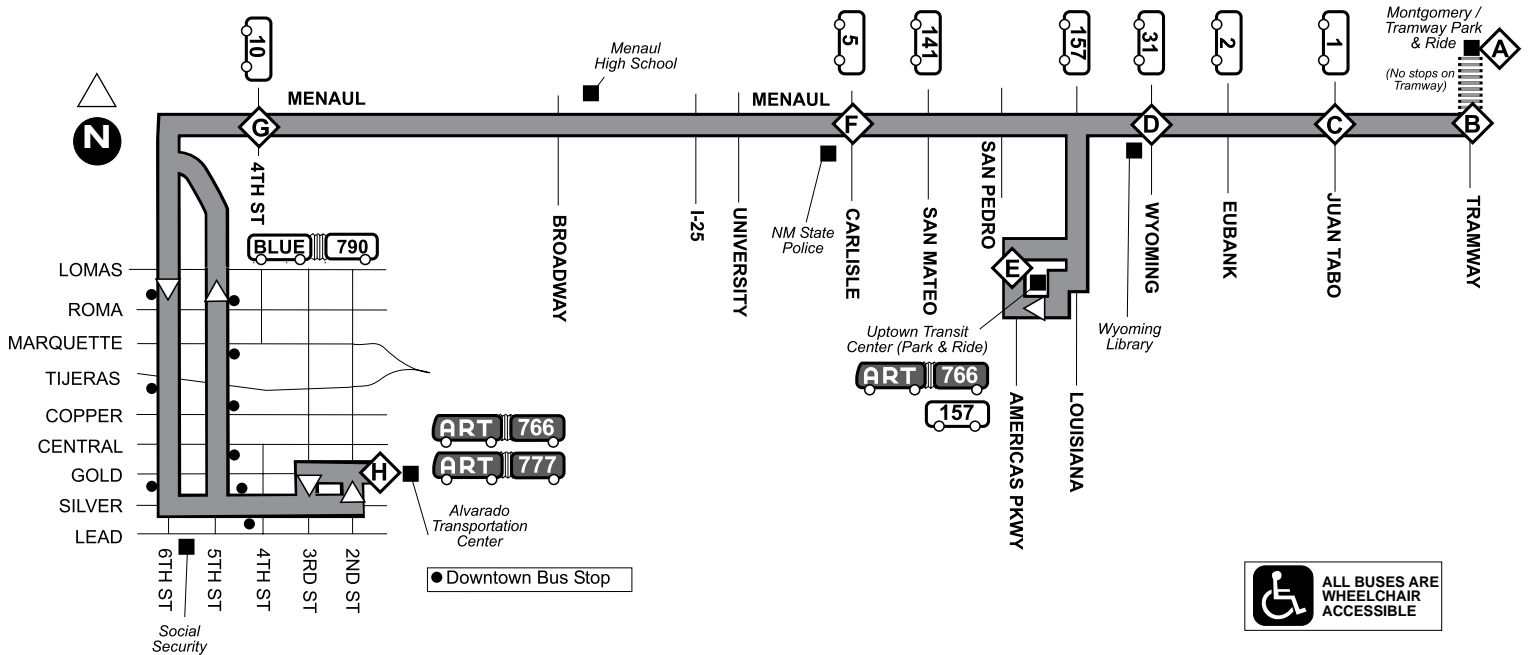 Montgomery /
Tramway Park
& Ride
A
(No stops on
Tramway)
10
5
141
157
31
2
1
Menaul
High School
N
MENAUL
MENAUL
G
F
D
C
B
4TH ST
BROADWAY
I-25
UNIVERSITY
NM State
Police
CARLISLE
SAN MATEO
SAN PEDRO
WYOMING
EUBANK
JUAN TABO
TRAMWAY
BLUE 790
E
Uptown Transit
Center (Park & Ride)
ART 766
157
AMERICAS PKWY
LOUISIANA
Wyoming
Library
LOMAS
ROMA
MARQUETTE
TIJERAS
COPPER
CENTRAL
GOLD
SILVER
LEAD
H
ART 766
ART 777
Alvarado
Transportation
Center
6TH ST
5TH ST
4TH ST
3RD ST
2ND ST
Social
Security
Downtown Bus Stop
ALL BUSES ARE
WHEELCHAIR
ACCESSIBLE